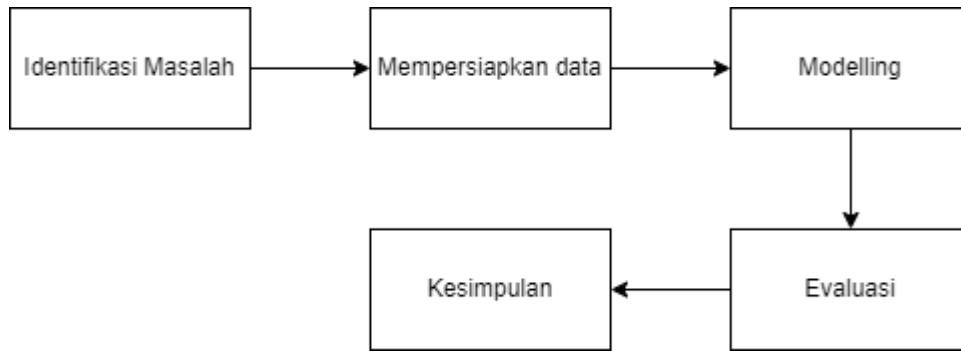 Identifikasi Masalah
Mempersiapkan data
Modelling
Evaluasi
Kesimpulan